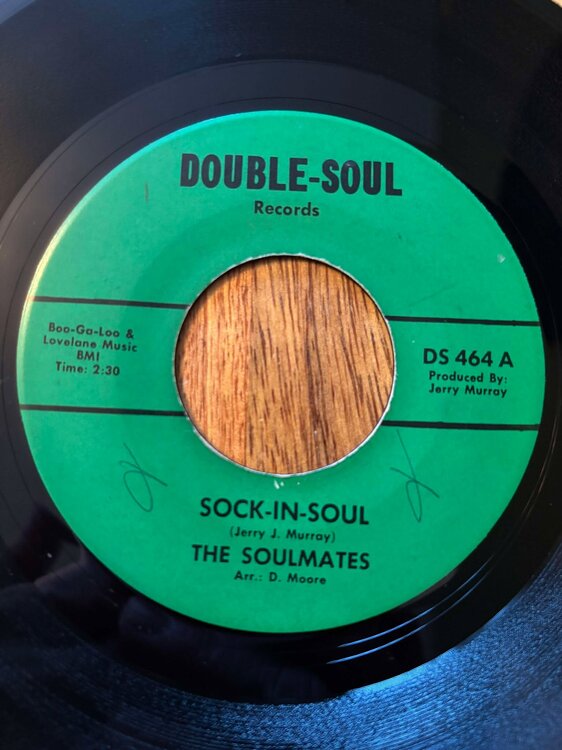 DOUBLE-SOUL
Records
Boo-Ga-Loo &
Lovelane Music
BMI
Time: 2:30
DS 464 A
Produced By:
Jerry Murray
SOCK-IN-SOUL
(Jerry J. Murray)
THE SOULMATES
Arr.: D. Moore